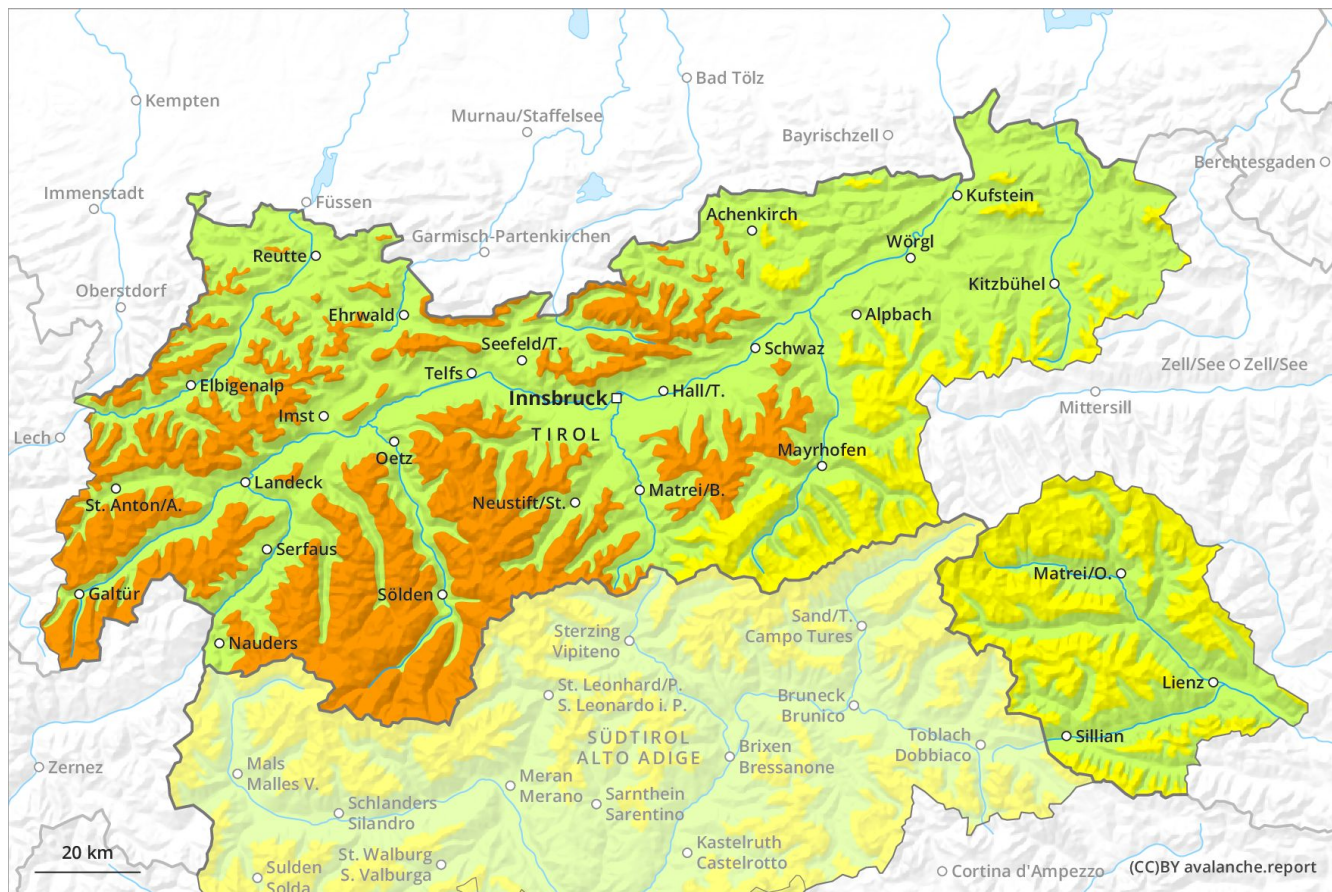 Kempten
Bad Tölz
Murnau/Staffelsee
Bayrischzell
Berchtesgaden
Immenstadt
Füssen
Kufstein
Achenkirch
Garmisch-Partenkirchen
Reutte
Wörgl
Oberstdorf
Kitzbühel
Ehrwald
Alpbach
Seefeld/T.
Schwaz
Zell/See
Zell/See
Telfs
Elbigenalp
Innsbruck
Hall/T.
Mittersill
Imst
TIROL
Lech
Oetz
Mayrhofen
Landeck
Matrei/B.
St. Anton/A.
Neustift/St.
Serfaus
Matrei/O.
Galtür
Sölden
Sand/T.
Campo Tures
Sterzing
Vipiteno
Nauders
Lienz
St. Leonhard/P.
S. Leonardo i. P.
Bruneck
Brunico
Sillian
SÜDTIROL
ALTO ADIGE
Toblach
Dobbiaco
Brixen
Bressanone
Zernez
Mals
Malles V.
Meran
Merano
Sarnthein
Sarentino
Schlanders
Silandro
Kastelruth
Castelrotto
20 km
St. Walburg
S. Valburga
Sulden
Solda
Cortina d'Ampezzo
(CC)BY avalanche.report